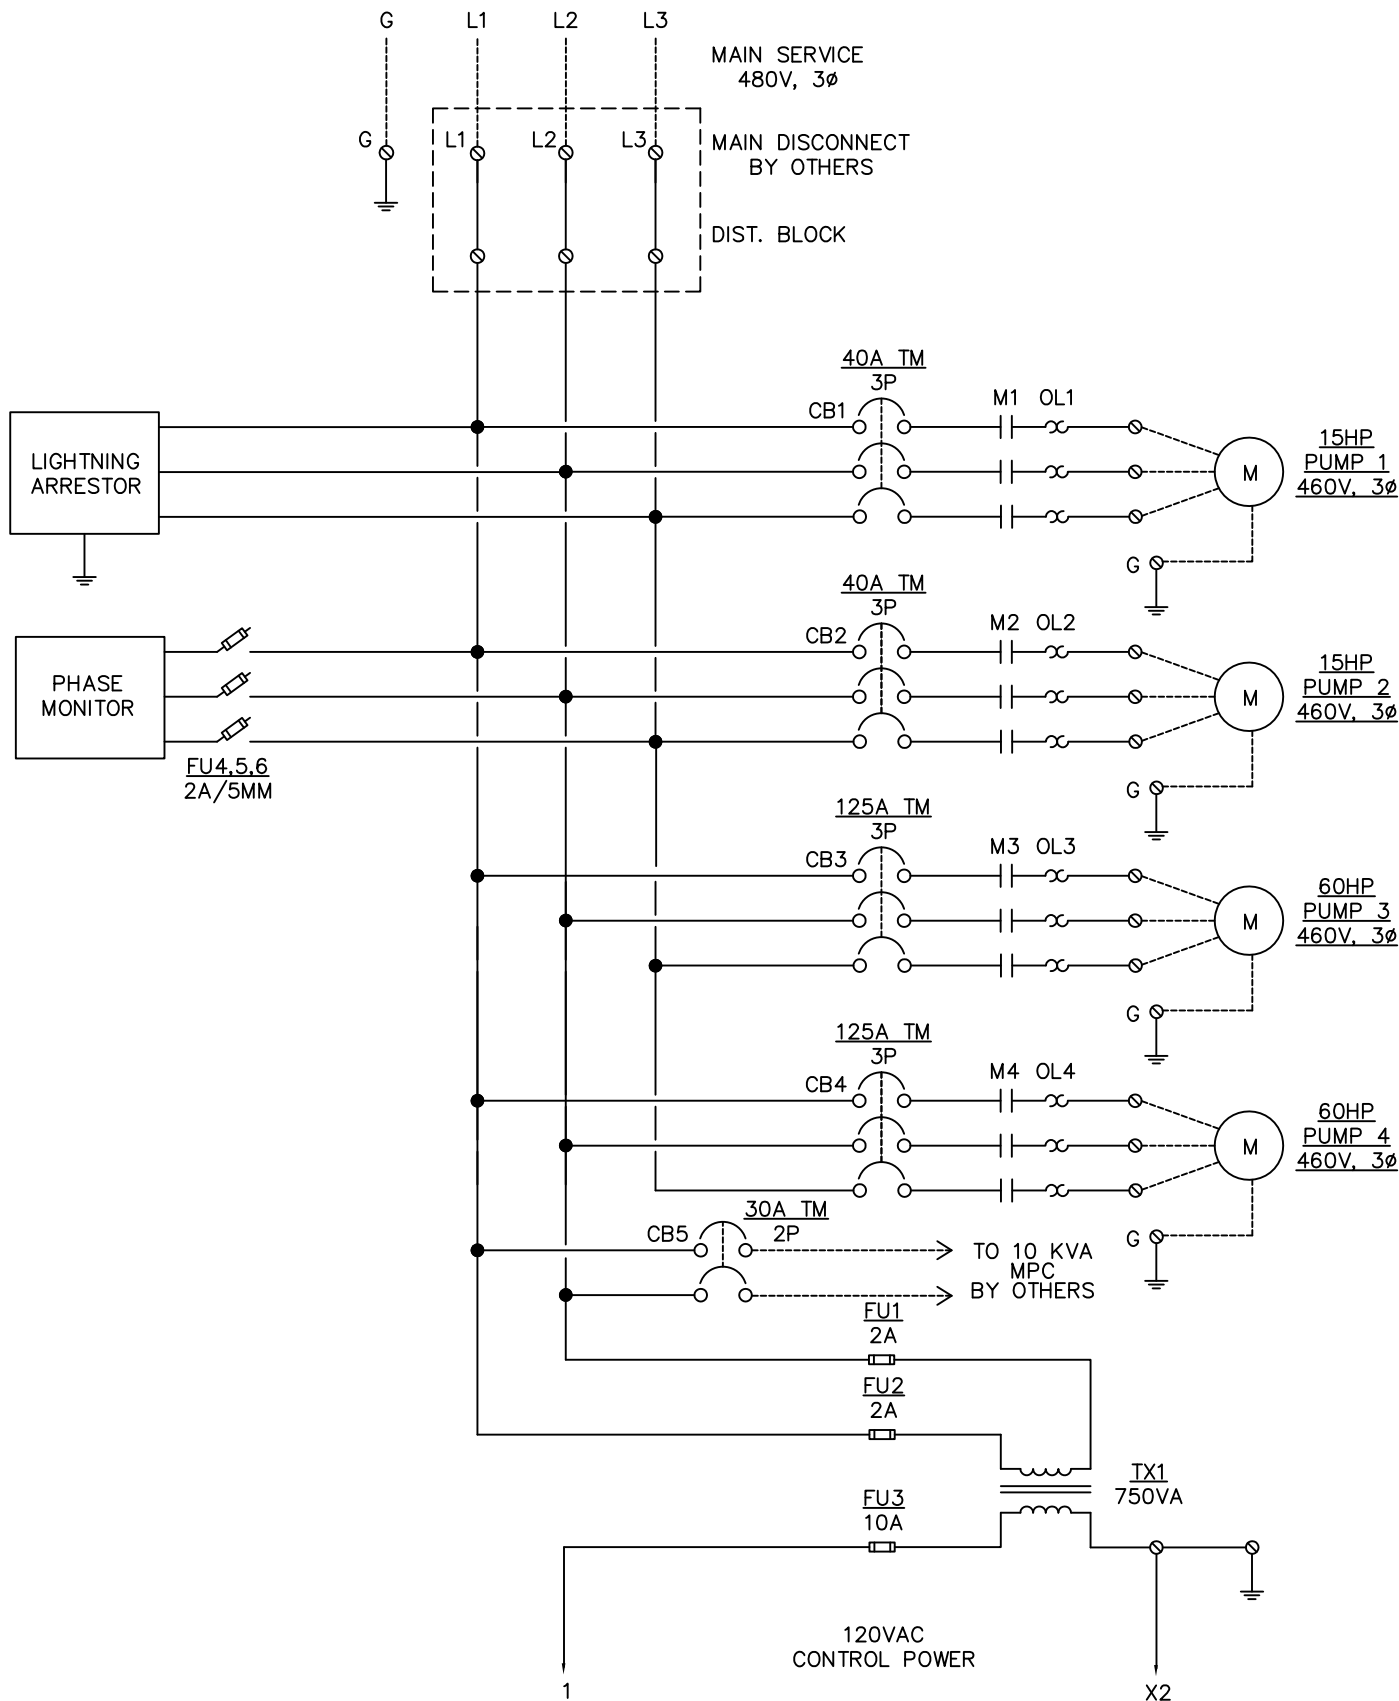 G L1 L2 L3
MAIN SERVICE
480V, 3ø
G L1 L2 L3
MAIN DISCONNECT
BY OTHERS
DIST. BLOCK
40A TM
3P
CB1 M1 OL1
LIGHTNING
ARRESTOR
M
15HP
PUMP 1
460V, 3ø
G
40A TM
3P
CB2 M2 OL2
PHASE
MONITOR
M
15HP
PUMP 2
460V, 3ø
FU4,5,6
2A/5MM
G
125A TM
3P
CB3 M3 OL3
M
60HP
PUMP 3
460V, 3ø
G
125A TM
3P
CB4 M4 OL4
M
60HP
PUMP 4
460V, 3ø
G
30A TM
CB5 2P
TO 10 KVA
MPC
BY OTHERS
FU1
2A
FU2
2A
TX1
750VA
FU3
10A
120VAC
CONTROL POWER
1 X2